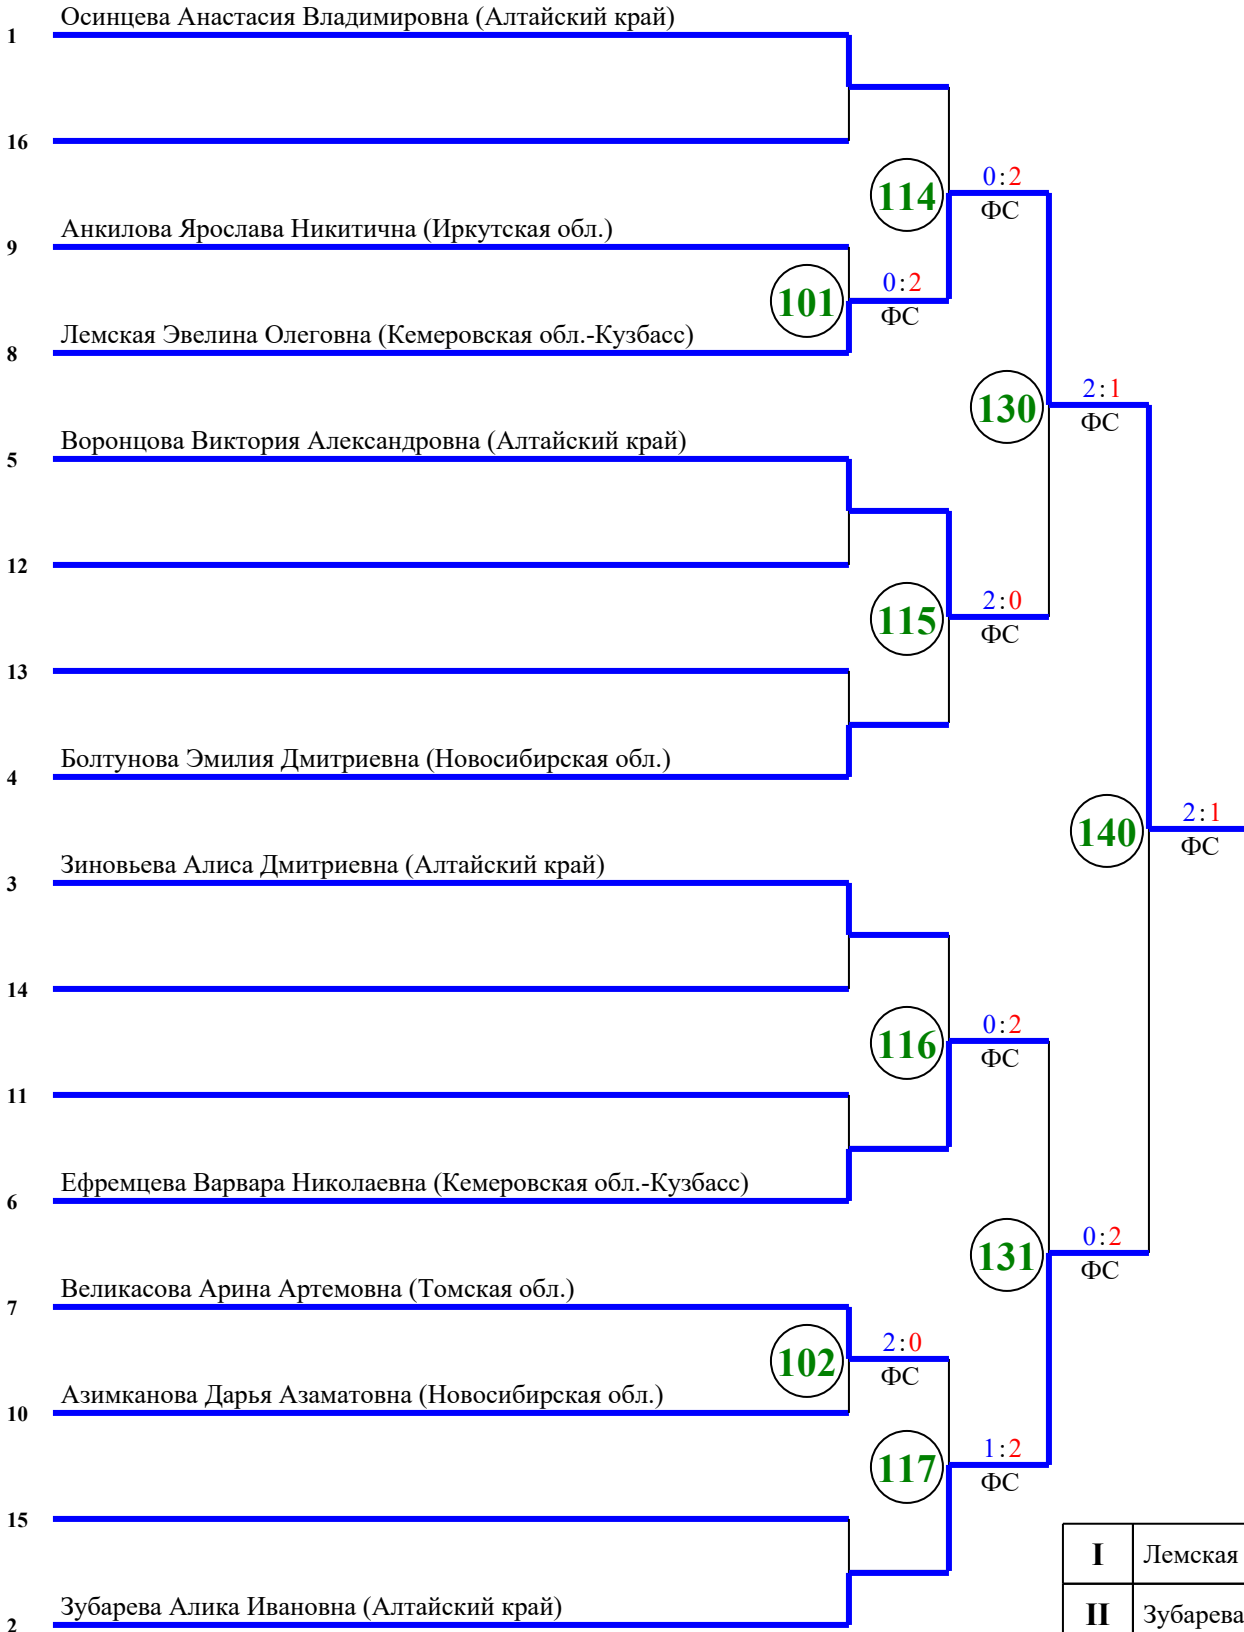 Осинцева Анастасия Владимировна (Алтайский край)
1
16
114
0:2
ФС
Анкилова Ярослава Никитична (Иркутская обл.)
9
101
0:2
ФС
Лемская Эвелина Олеговна (Кемеровская обл.-Кузбасс)
8
130
2:1
ФС
Воронцова Виктория Александровна (Алтайский край)
5
12
115
2:0
ФС
13
Болтунова Эмилия Дмитриевна (Новосибирская обл.)
4
140
2:1
ФС
Зиновьева Алиса Дмитриевна (Алтайский край)
3
14
116
0:2
ФС
11
Ефремцева Варвара Николаевна (Кемеровская обл.-Кузбасс)
6
131
0:2
ФС
Великасова Арина Артемовна (Томская обл.)
7
102
2:0
ФС
Азимканова Дарья Азаматовна (Новосибирская обл.)
10
117
1:2
ФС
15
I Лемская
Зубарева Алика Ивановна (Алтайский край)
2
II Зубарева